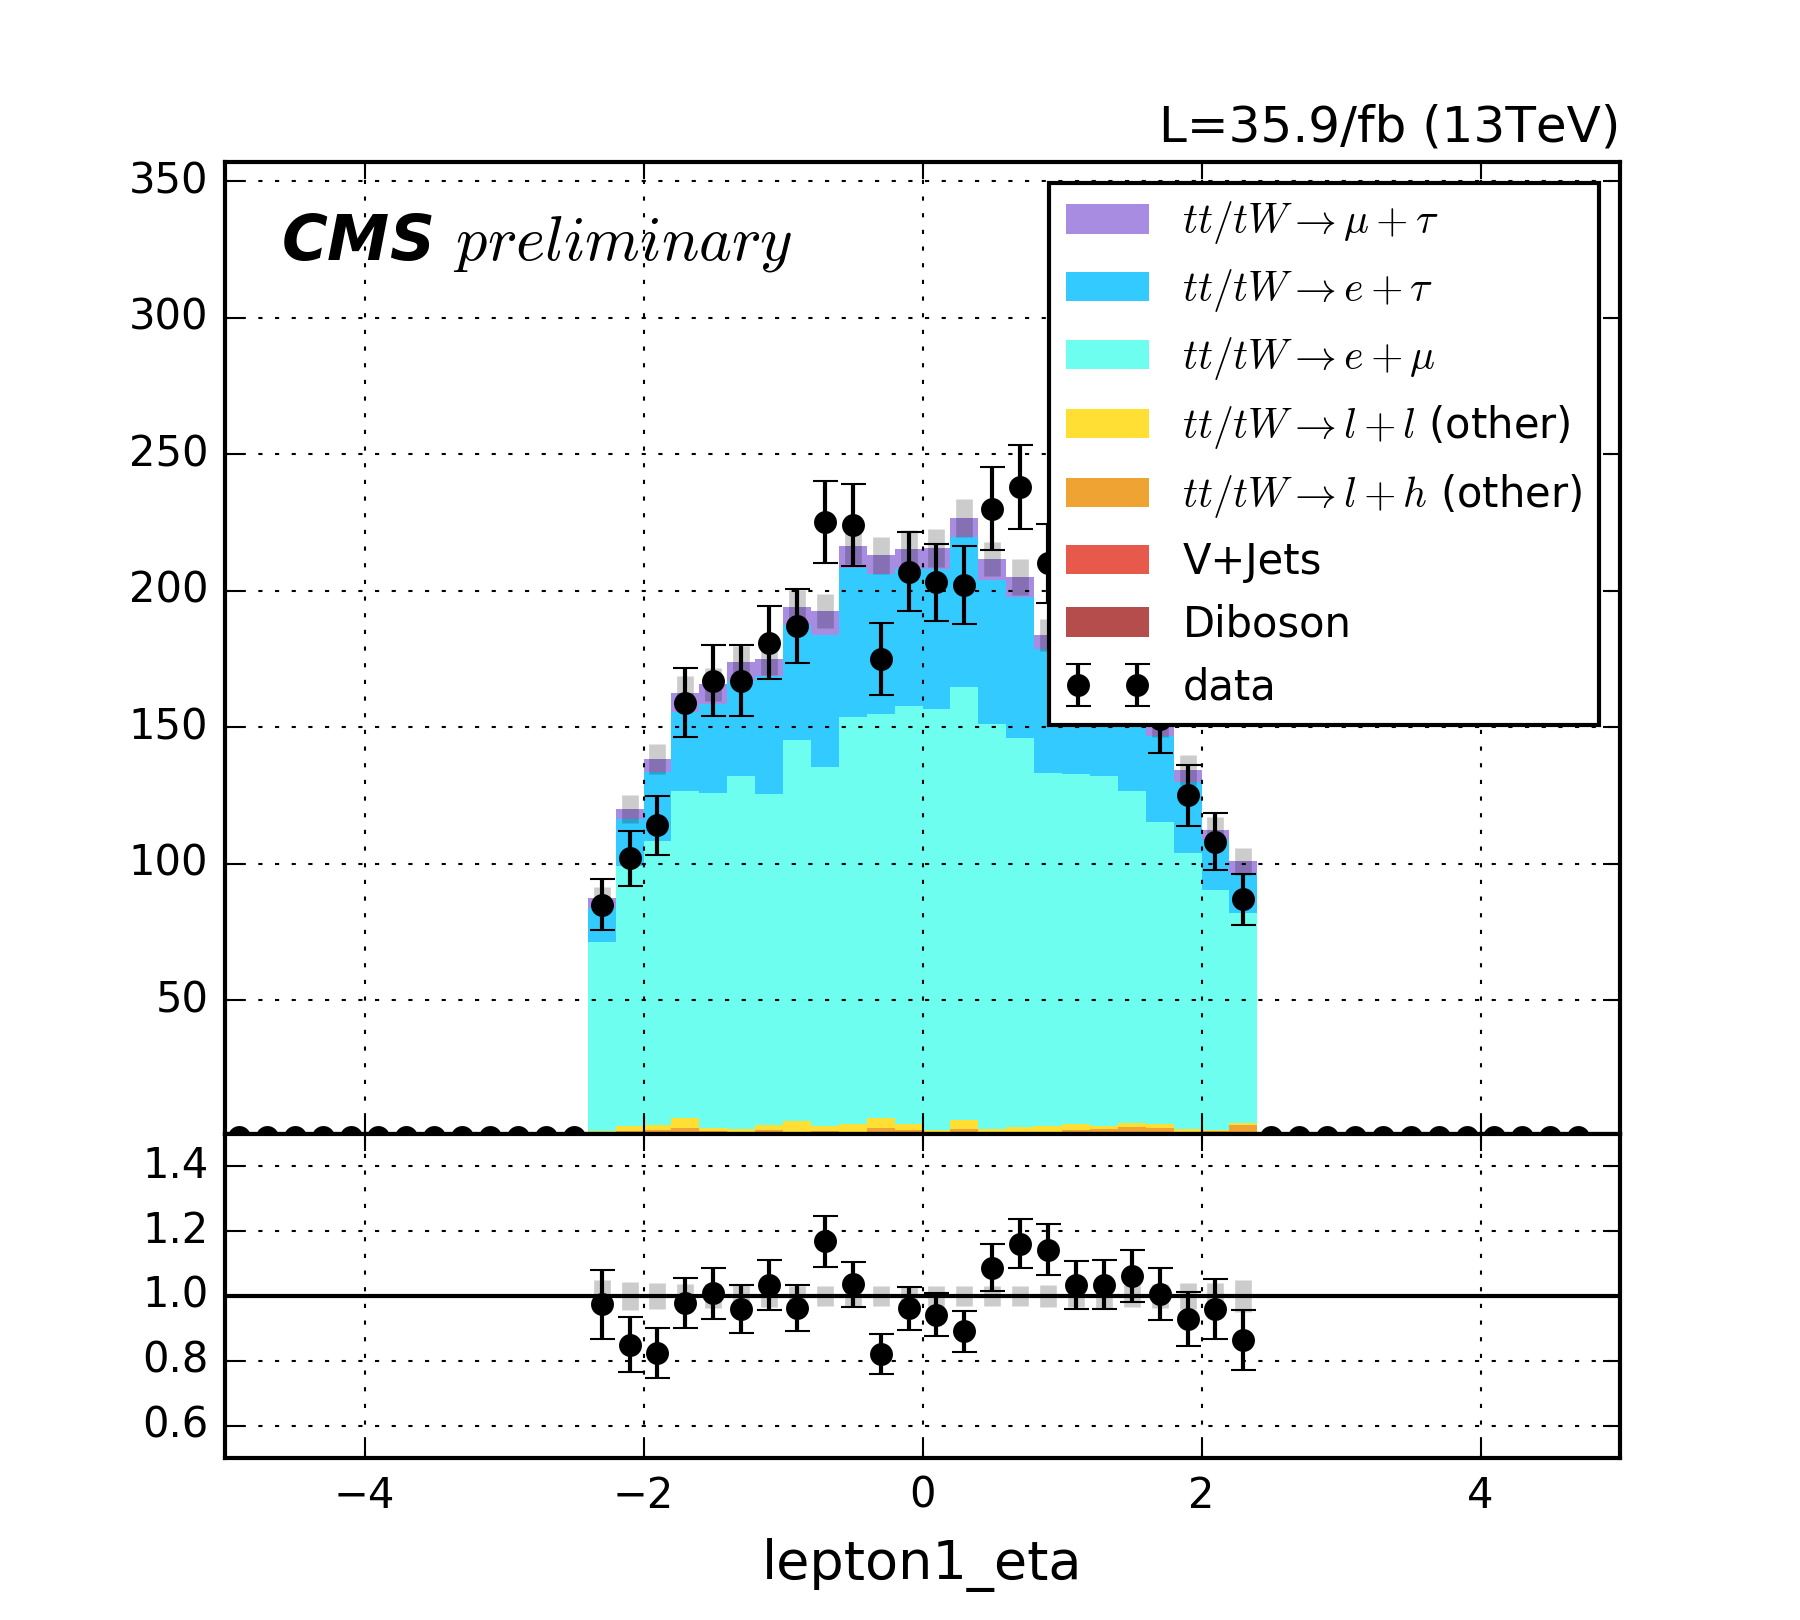 L=35.9/fb (13TeV)
CMS preliminary
350
300
250
200
150
100
50
tt/tW→μ+τ
tt/tW→e+τ
tt/tW→e+μ
tt/tW→l+l (other)
tt/tW→l+h (other)
V+Jets
Diboson
data
1.4
1.2
1.0
0.8
0.6
−4 −2 0 2 4
lepton1_eta